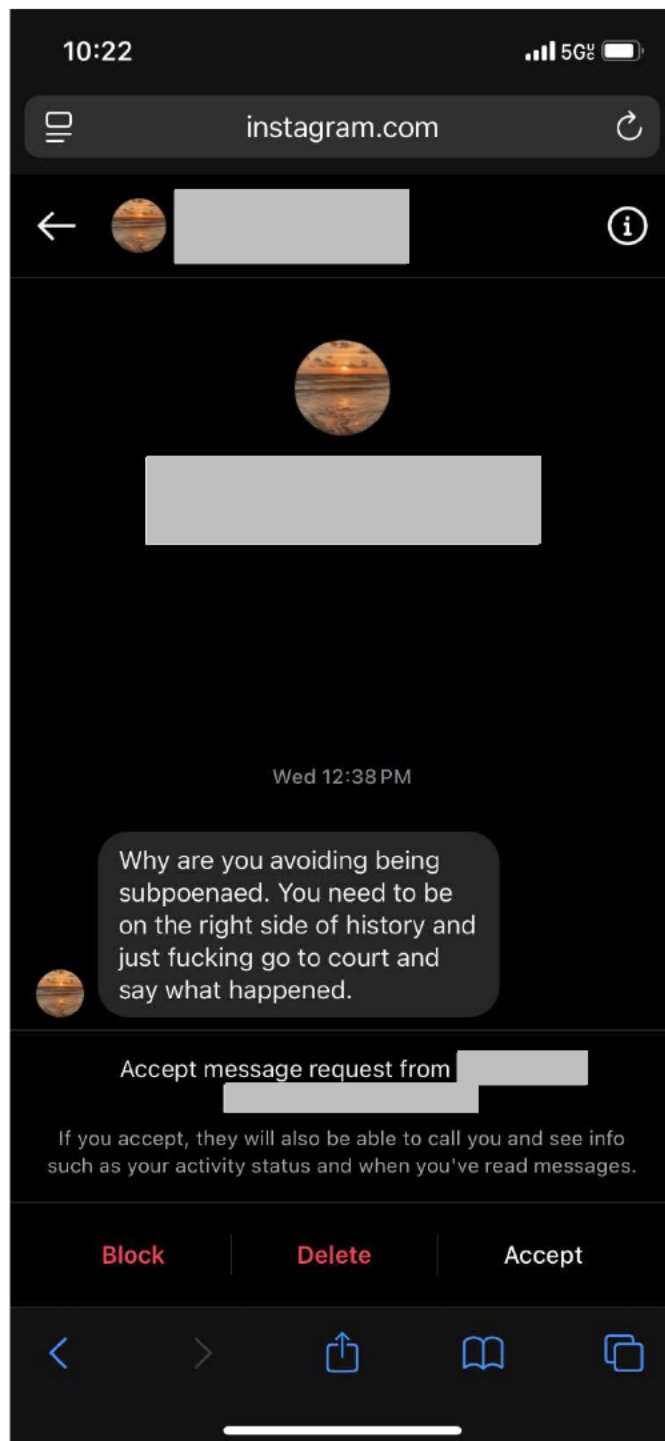 10:22
5G UC
instagram.com
Wed 12:38 PM
Why are you avoiding being
subpoenaed. You need to be
on the right side of history and
just fucking go to court and
say what happened.
Accept message request from
If you accept, they will also be able to call you and see info
such as your activity status and when you've read messages.
Block Delete Accept